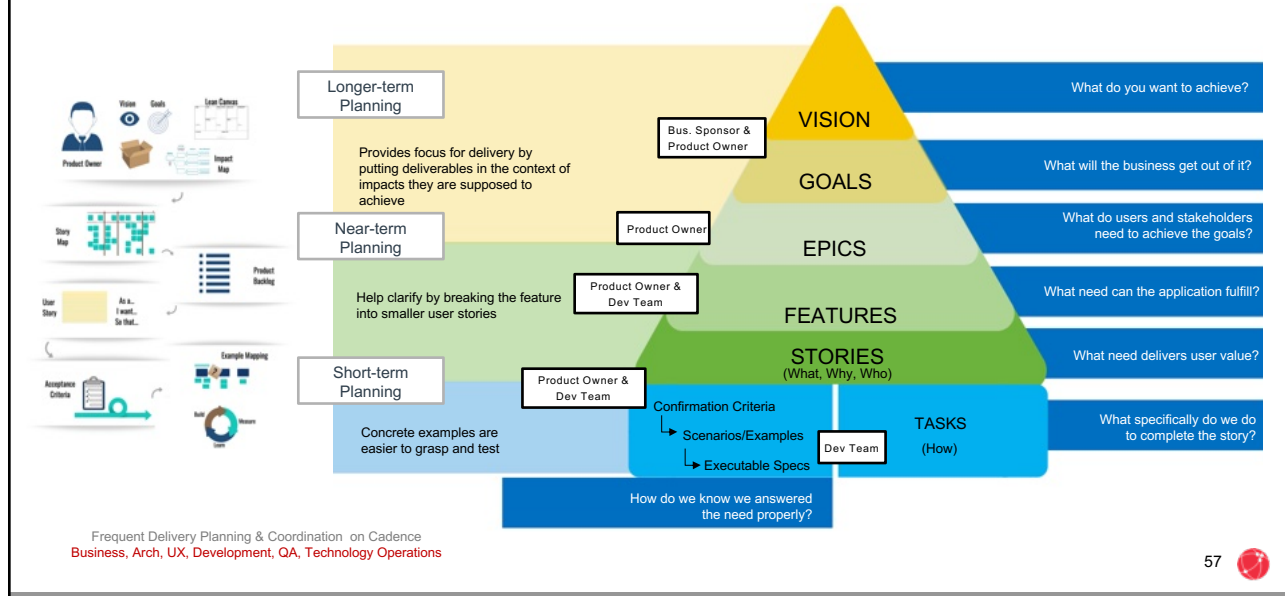 Vision
Goals
Lean Canvas
Product Owner
Impact
Map
Story
Map
Product
Backlog
User
Story
As a...
I want...
So that...
Example Mapping
Acceptance
Criteria
Build
Measure
Learn
Longer-term
Planning
Provides focus for delivery by
putting deliverables in the context of
impacts they are supposed to
achieve
Near-term
Planning
Help clarify by breaking the feature
into smaller user stories
Short-term
Planning
Concrete examples are
easier to grasp and test
Bus. Sponsor &
Product Owner
Product Owner
Product Owner &
Dev Team
Product Owner &
Dev Team
VISION
GOALS
EPICS
FEATURES
STORIES
(What, Why, Who)
Confirmation Criteria
Scenarios/Examples
Executable Specs
Dev Team
TASKS
(How)
What do you want to achieve?
What will the business get out of it?
What do users and stakeholders
need to achieve the goals?
What need can the application fulfill?
What need delivers user value?
What specifically do we do
to complete the story?
How do we know we answered
the need properly?
Frequent Delivery Planning & Coordination on Cadence
Business, Arch, UX, Development, QA, Technology Operations
57